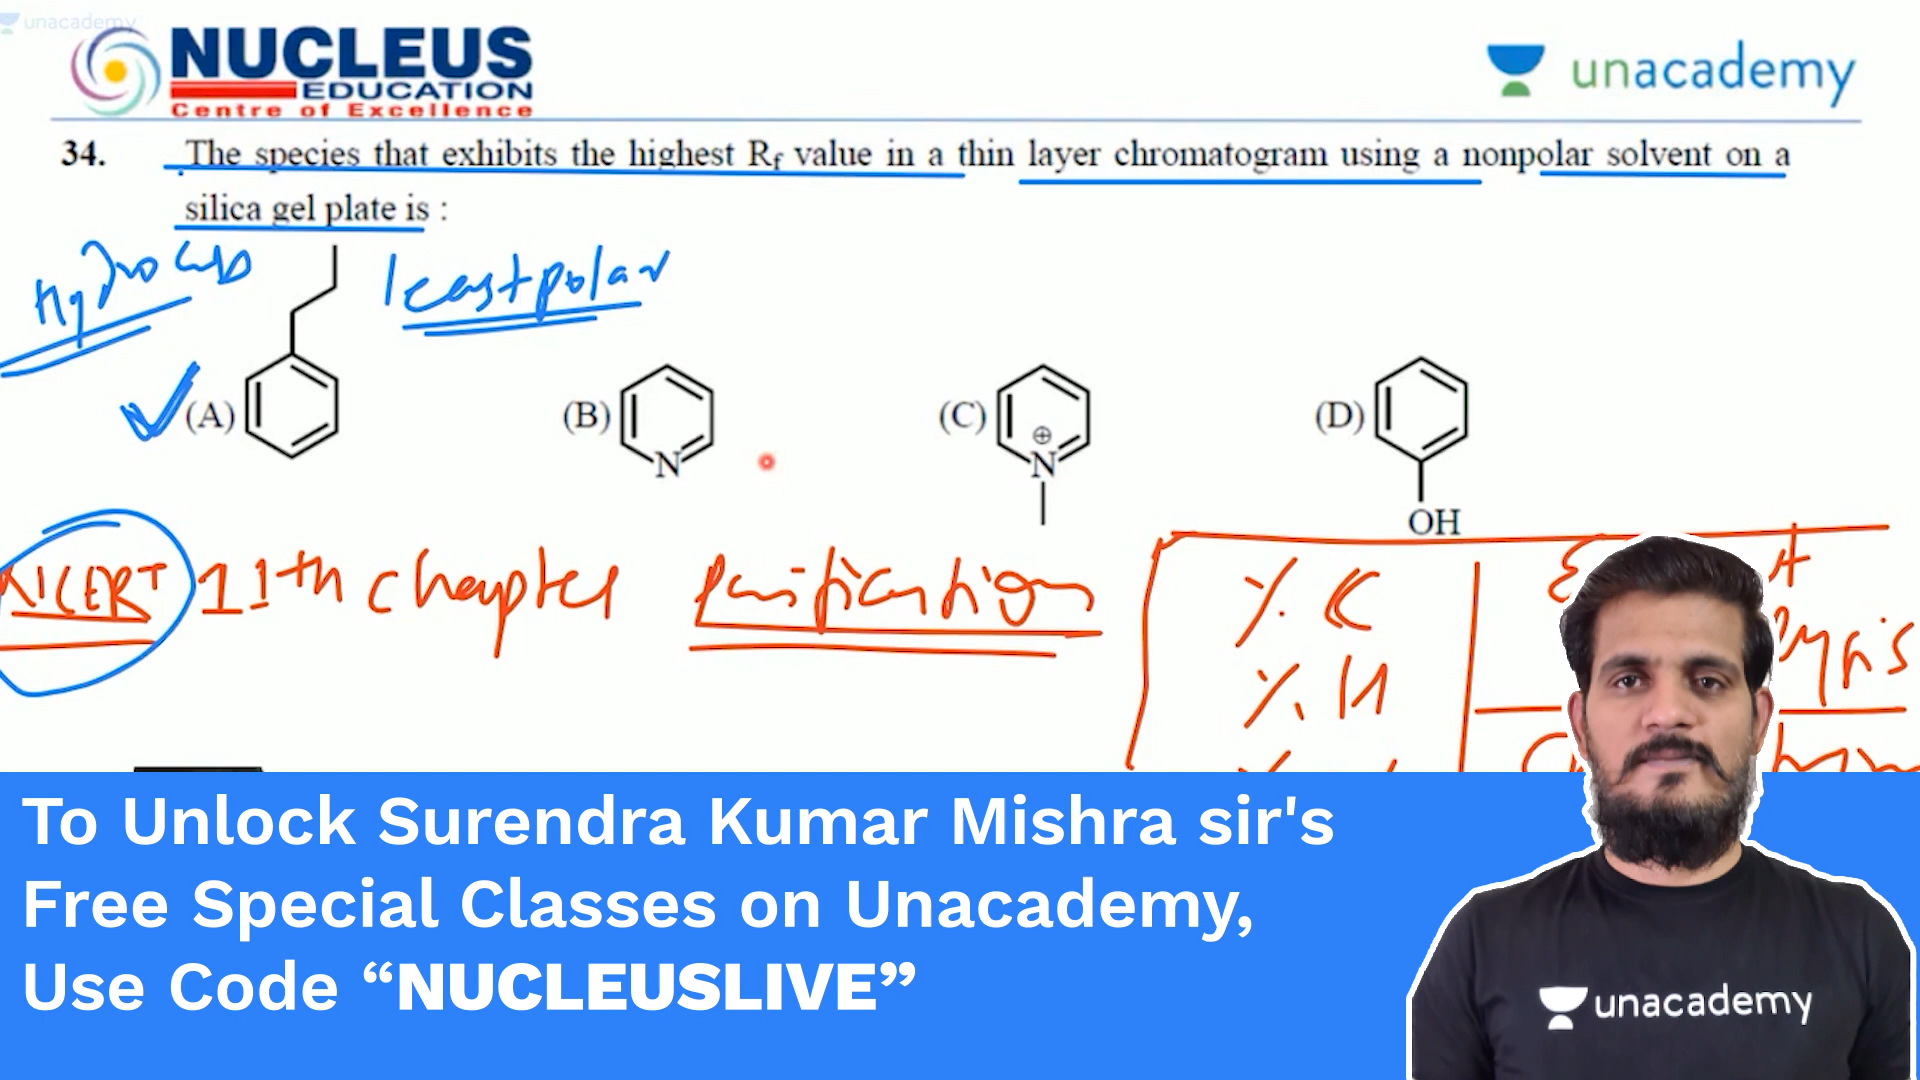 unacademy
NUCLEUS
EDUCATION
Centre of Excellence
unacademy
34. The species that exhibits the highest Rf value in a thin layer chromatogram using a nonpolar solvent on a
silica gel plate is :
least polar
(A)
(B) N
(C) ⊕ N
(D) OH
NCERT 11th chapter purification
% C
% H
To Unlock Surendra Kumar Mishra sir's
Free Special Classes on Unacademy,
Use Code “NUCLEUSLIVE”
unacademy